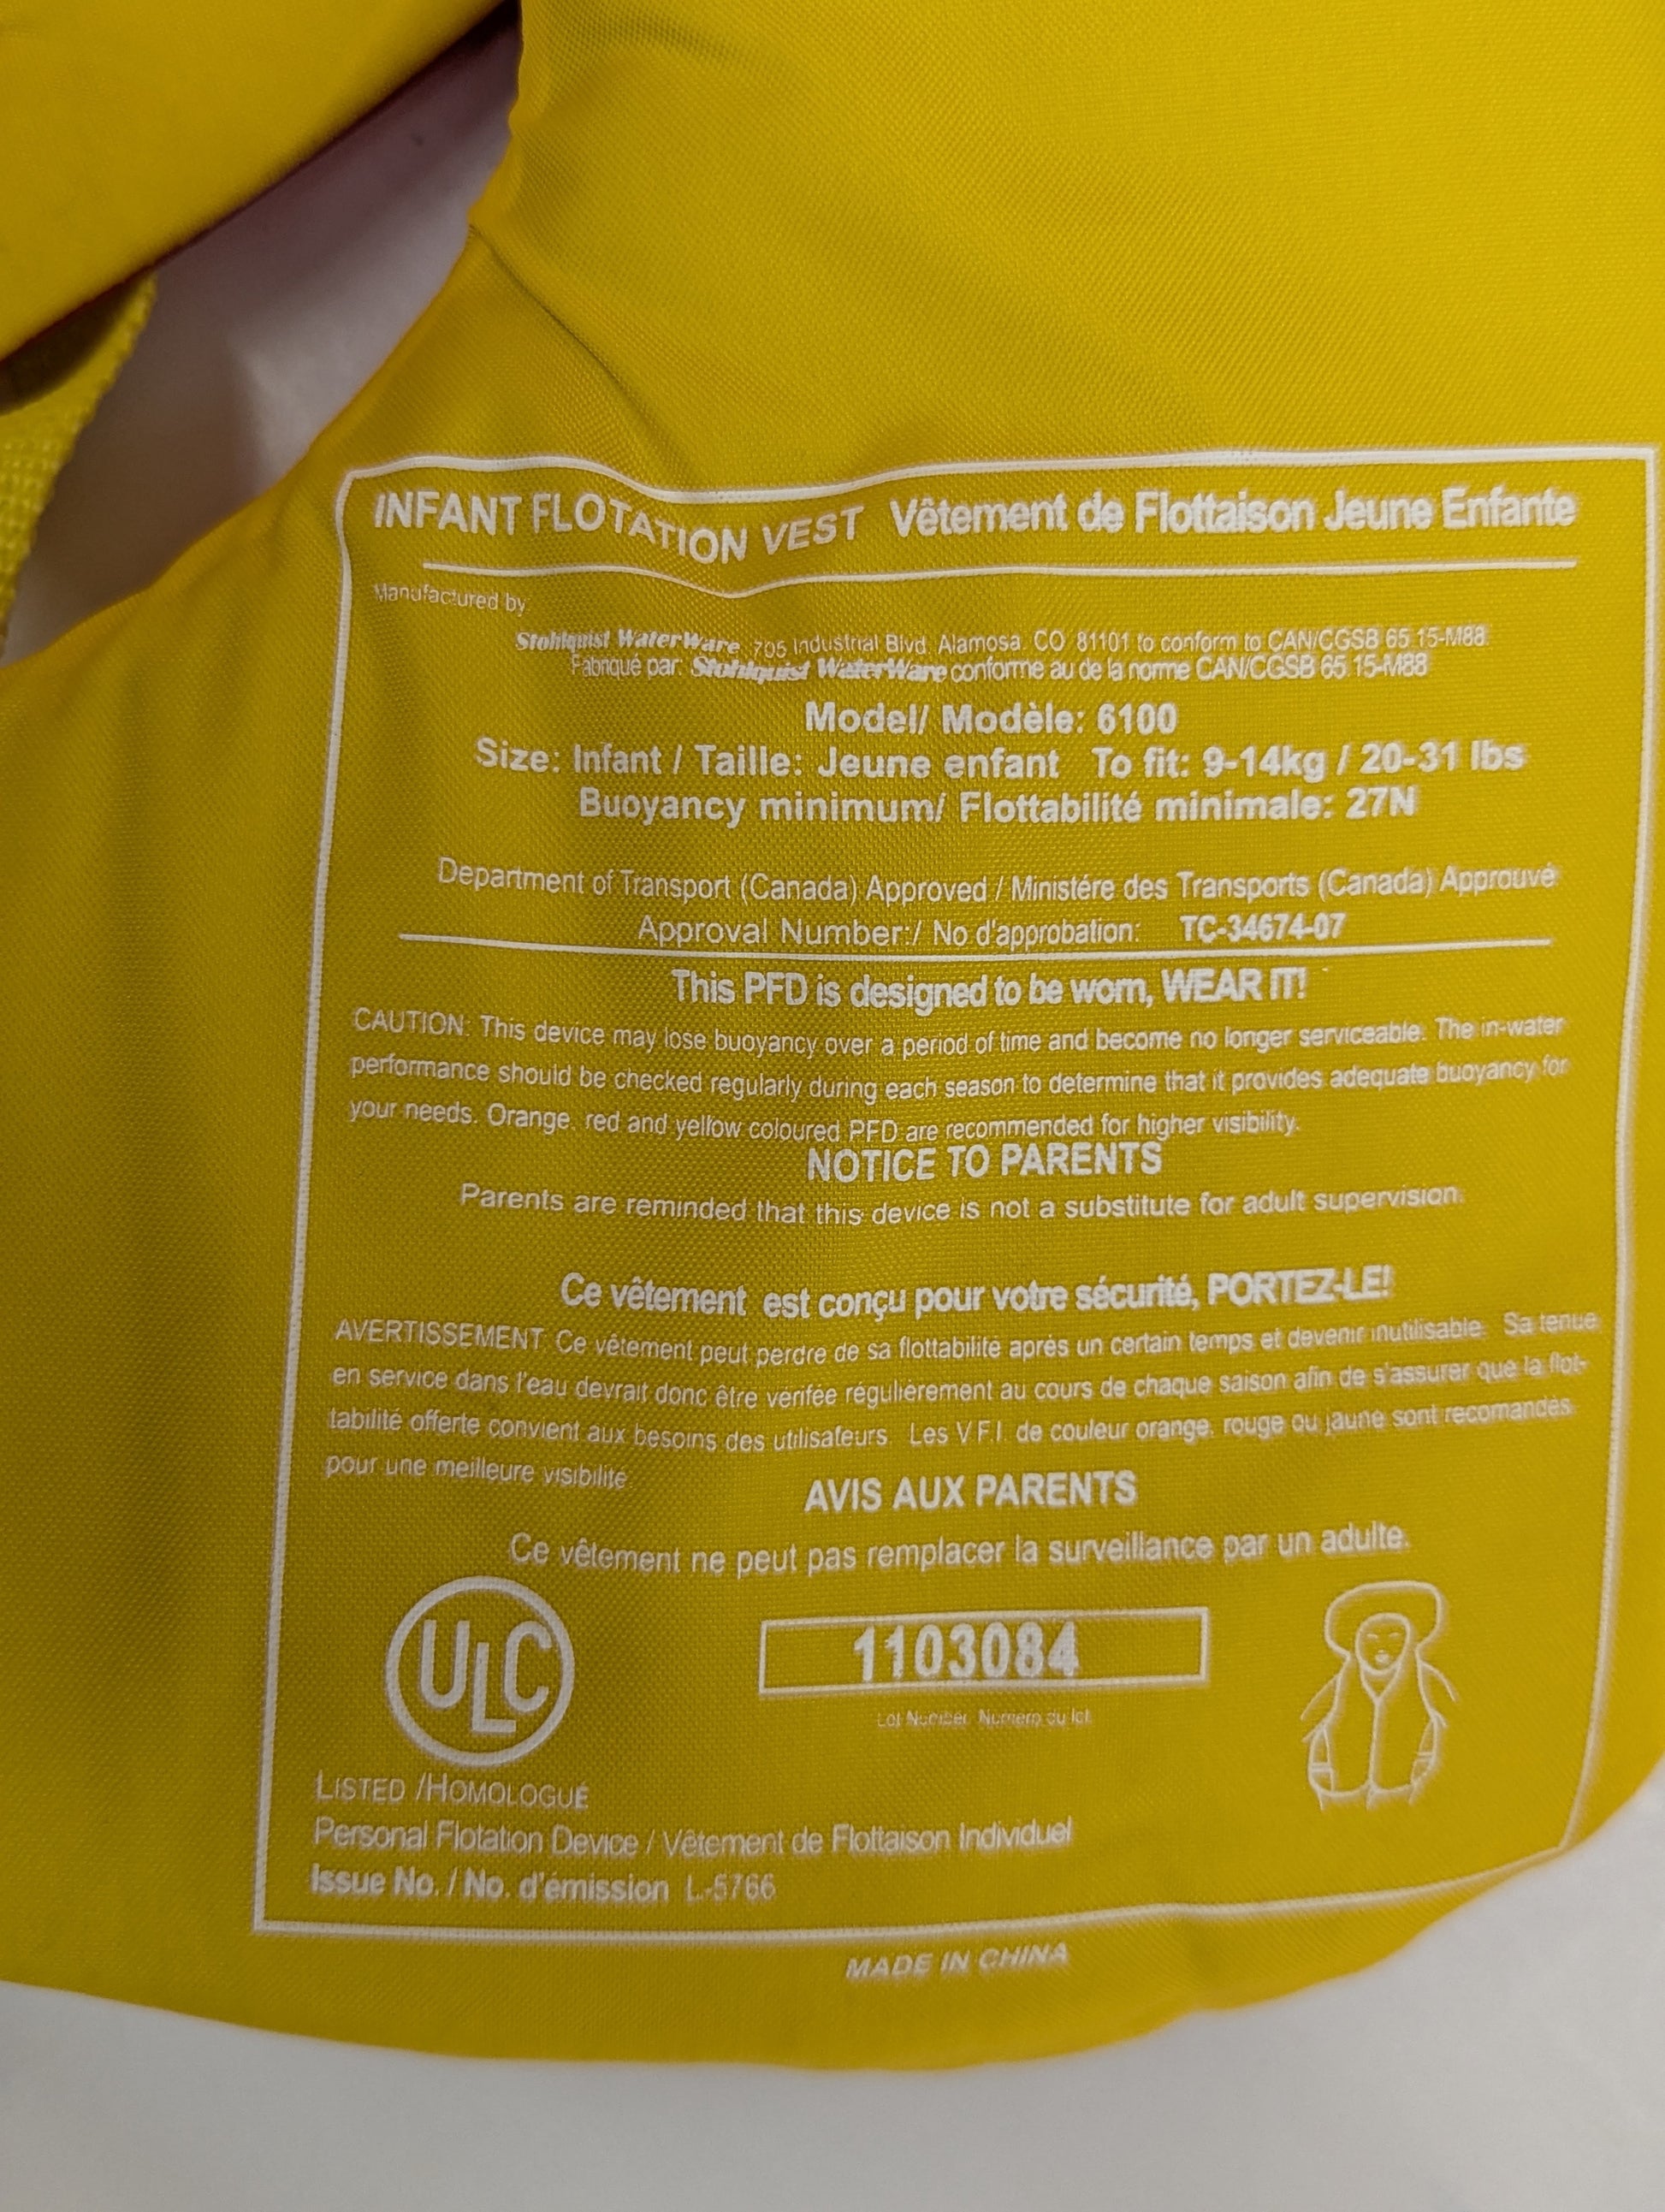 INFANT FLOTATION VEST Vêtement de Flottaison Jeune Enfante
Manufactured by
Stohlquist WaterWare 705 Industrial Blvd. Alamosa. CO 81101 to conform to CAN/CGSB 65.15-M88.
Fabriqué par: Stohlquist WaterWare conforme au de la norme CAN/CGSB 65.15-M88
Model/ Modèle: 6100
Size: Infant / Taille: Jeune enfant To fit: 9-14kg / 20-31 lbs
Buoyancy minimum/ Flottabilité minimale: 27N
Department of Transport (Canada) Approved / Ministére des Transports (Canada) Approuvé
Approval Number:/ No d'approbation: TC-34674-07
This PFD is designed to be worn, WEAR IT!
CAUTION: This device may lose buoyancy over a period of time and become no longer serviceable. The in-water
performance should be checked regularly during each season to determine that it provides adequate buoyancy for
your needs. Orange, red and yellow coloured PFD are recommended for higher visibility.
NOTICE TO PARENTS
Parents are reminded that this device is not a substitute for adult supervision.
Ce vêtement est conçu pour votre sécurité, PORTEZ-LE!
AVERTISSEMENT: Ce vêtement peut perdre de sa flottabilité aprés un certain temps et devenir inutilisable. Sa tenue
en service dans l'eau devrait donc être vérifée réguliérement au cours de chaque saison afin de s'assurer que la flot-
tabilité offerte convient aux besoins des utilisateurs. Les V.F.I. de couleur orange, rouge ou jaune sont recomandés
pour une meilleure visibilité
AVIS AUX PARENTS
Ce vêtement ne peut pas remplacer la surveillance par un adulte.
ULC
1103084
Lot Number. Numero du lot.
LISTED /HOMOLOGUÉ
Personal Flotation Device / Vêtement de Flottaison Individuel
Issue No. / No. d'émission L-5766
MADE IN CHINA